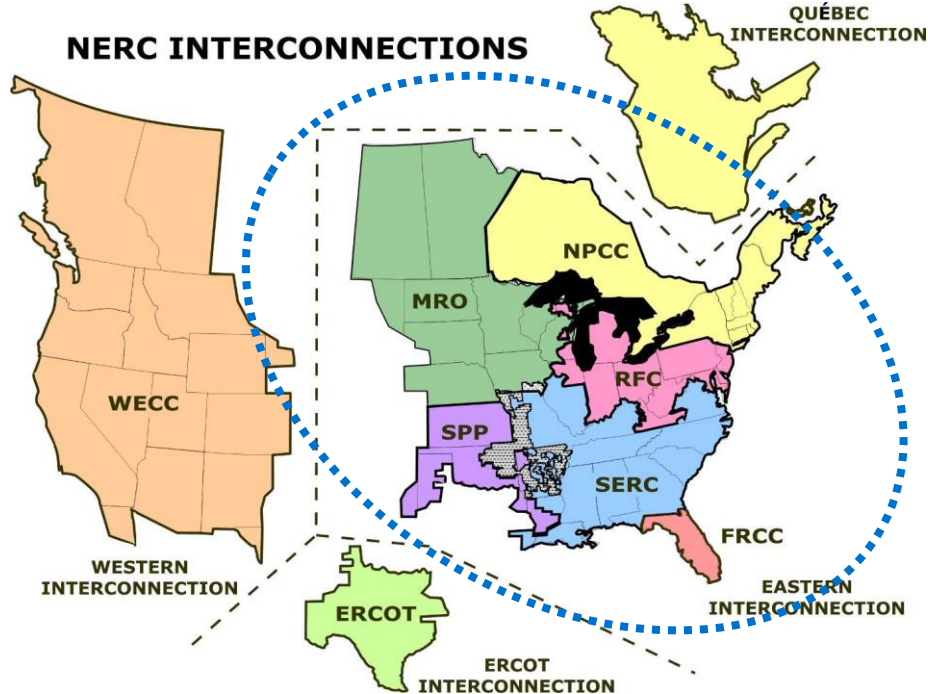 QUÉBEC
INTERCONNECTION
NERC INTERCONNECTIONS
NPCC
MRO
RFC
WECC
SPP
SERC
FRCC
WESTERN
INTERCONNECTION
EASTERN
INTERCONNECTION
ERCOT
ERCOT
INTERCONNECTION